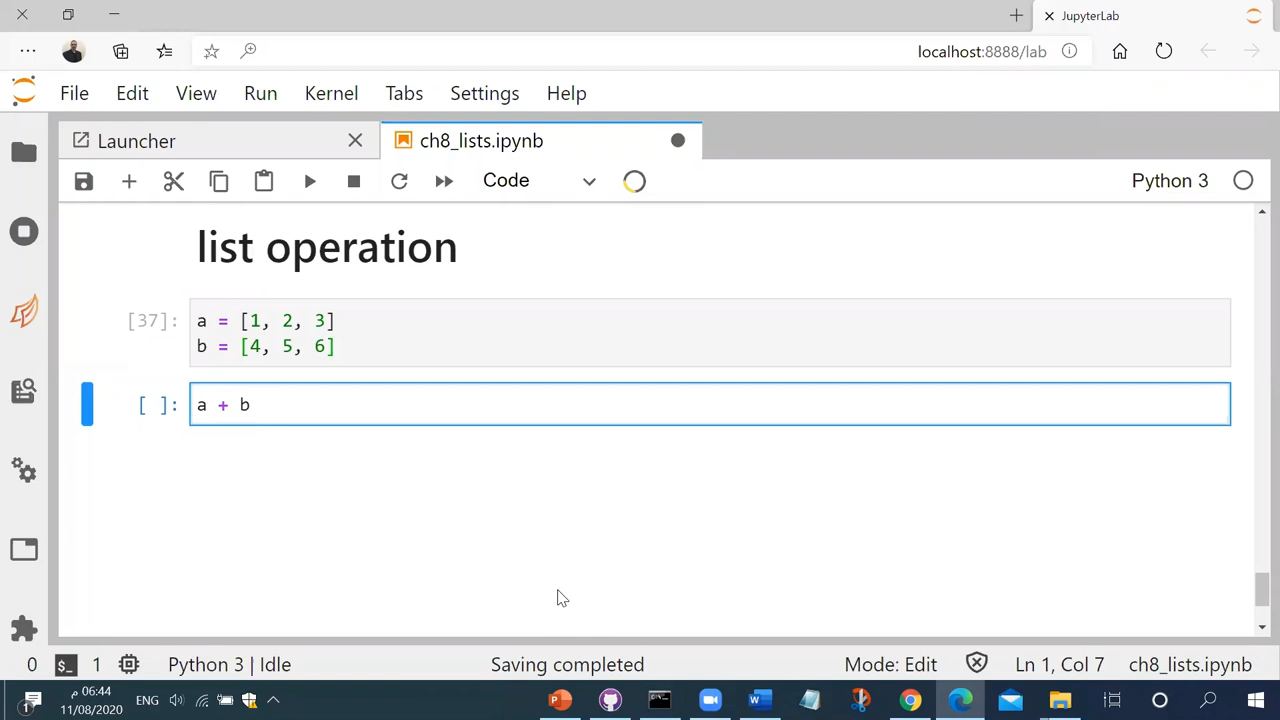 JupyterLab
localhost:8888/lab
File Edit View Run Kernel Tabs Settings Help
Launcher ch8_lists.ipynb
Code Python 3
list operation
[37]: a = [1, 2, 3]
b = [4, 5, 6]
[ ]: a + b
0 $_ 1 Python 3 | Idle Saving completed Mode: Edit Ln 1, Col 7 ch8_lists.ipynb
1 06:44 م ENG
11/08/2020